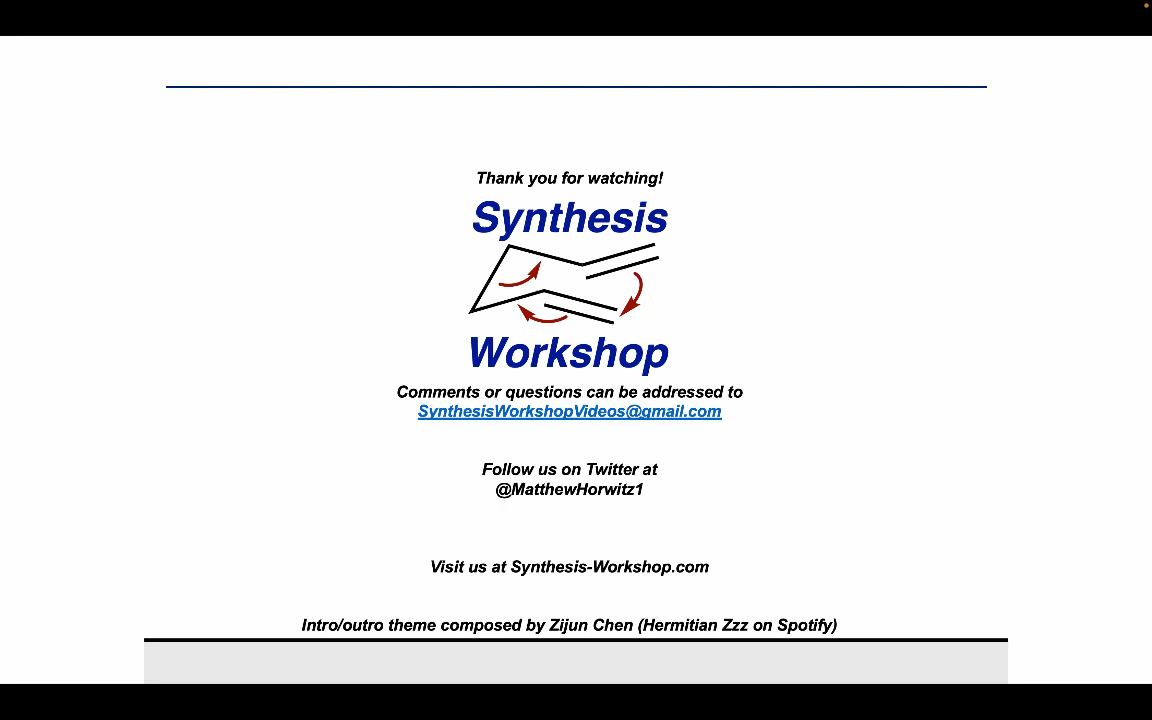 Thank you for watching!
Synthesis
Workshop
Comments or questions can be addressed to
SynthesisWorkshopVideos@gmail.com
Follow us on Twitter at
@MatthewHorwitz1
Visit us at Synthesis-Workshop.com
Intro/outro theme composed by Zijun Chen (Hermitian Zzz on Spotify)